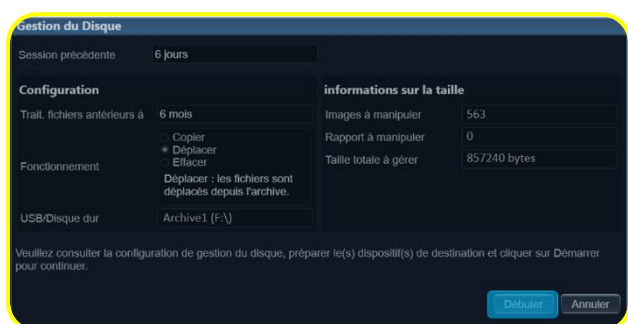 Gestion du Disque
Session précédente 6 jours
Configuration
Trait. fichiers antérieurs à 6 mois
Fonctionnement
Copier
Déplacer
Effacer
Déplacer : les fichiers sont
déplacés depuis l'archive.
USB/Disque dur Archive1 (F:\)
informations sur la taille
Images à manipuler 563
Rapport à manipuler 0
Taille totale à gérer 857240 bytes
Veuillez consulter la configuration de gestion du disque, préparer le(s) dispositif(s) de destination et cliquer sur Démarrer
pour continuer.
Débuter Annuler